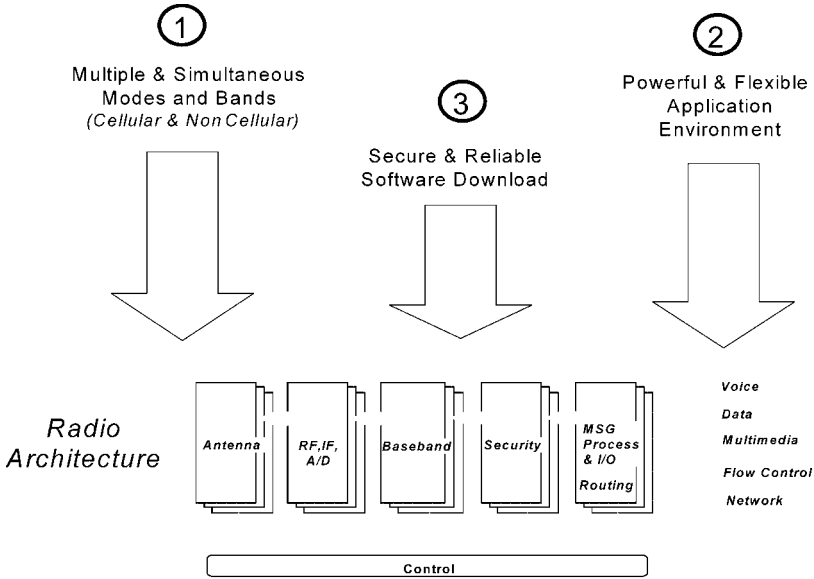 1
Multiple & Simultaneous
Modes and Bands
(Cellular & Non Cellular)
3
Secure & Reliable
Software Download
2
Powerful & Flexible
Application
Environment
Radio
Architecture
Antenna
RF,IF,
A/D
Baseband
Security
MSG
Process
& I/O
Routing
Voice
Data
Multimedia
Flow Control
Network
Control